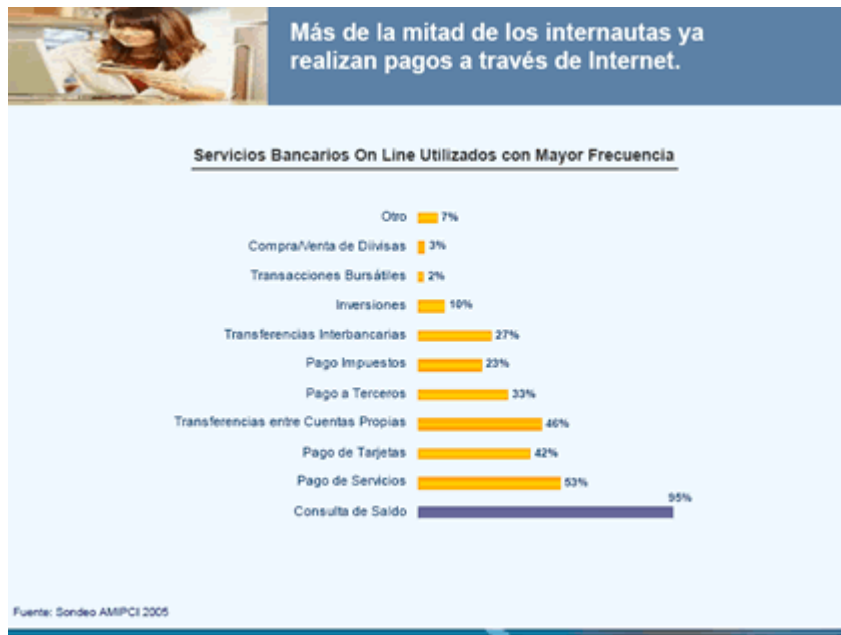 Más de la mitad de los internautas ya
realizan pagos a través de Internet.
Servicios Bancarios On Line Utilizados con Mayor Frecuencia
Otro 7%
Compra/Venta de Diivisas 3%
Transacciones Bursátiles 2%
Inversiones 10%
Transferencias Interbancarias 27%
Pago Impuestos 23%
Pago a Terceros 33%
Transferencias entre Cuentas Propias 46%
Pago de Tarjetas 42%
Pago de Servicios 53%
Consulta de Saldo 95%
Fuente: Sondeo AMIPCI 2005